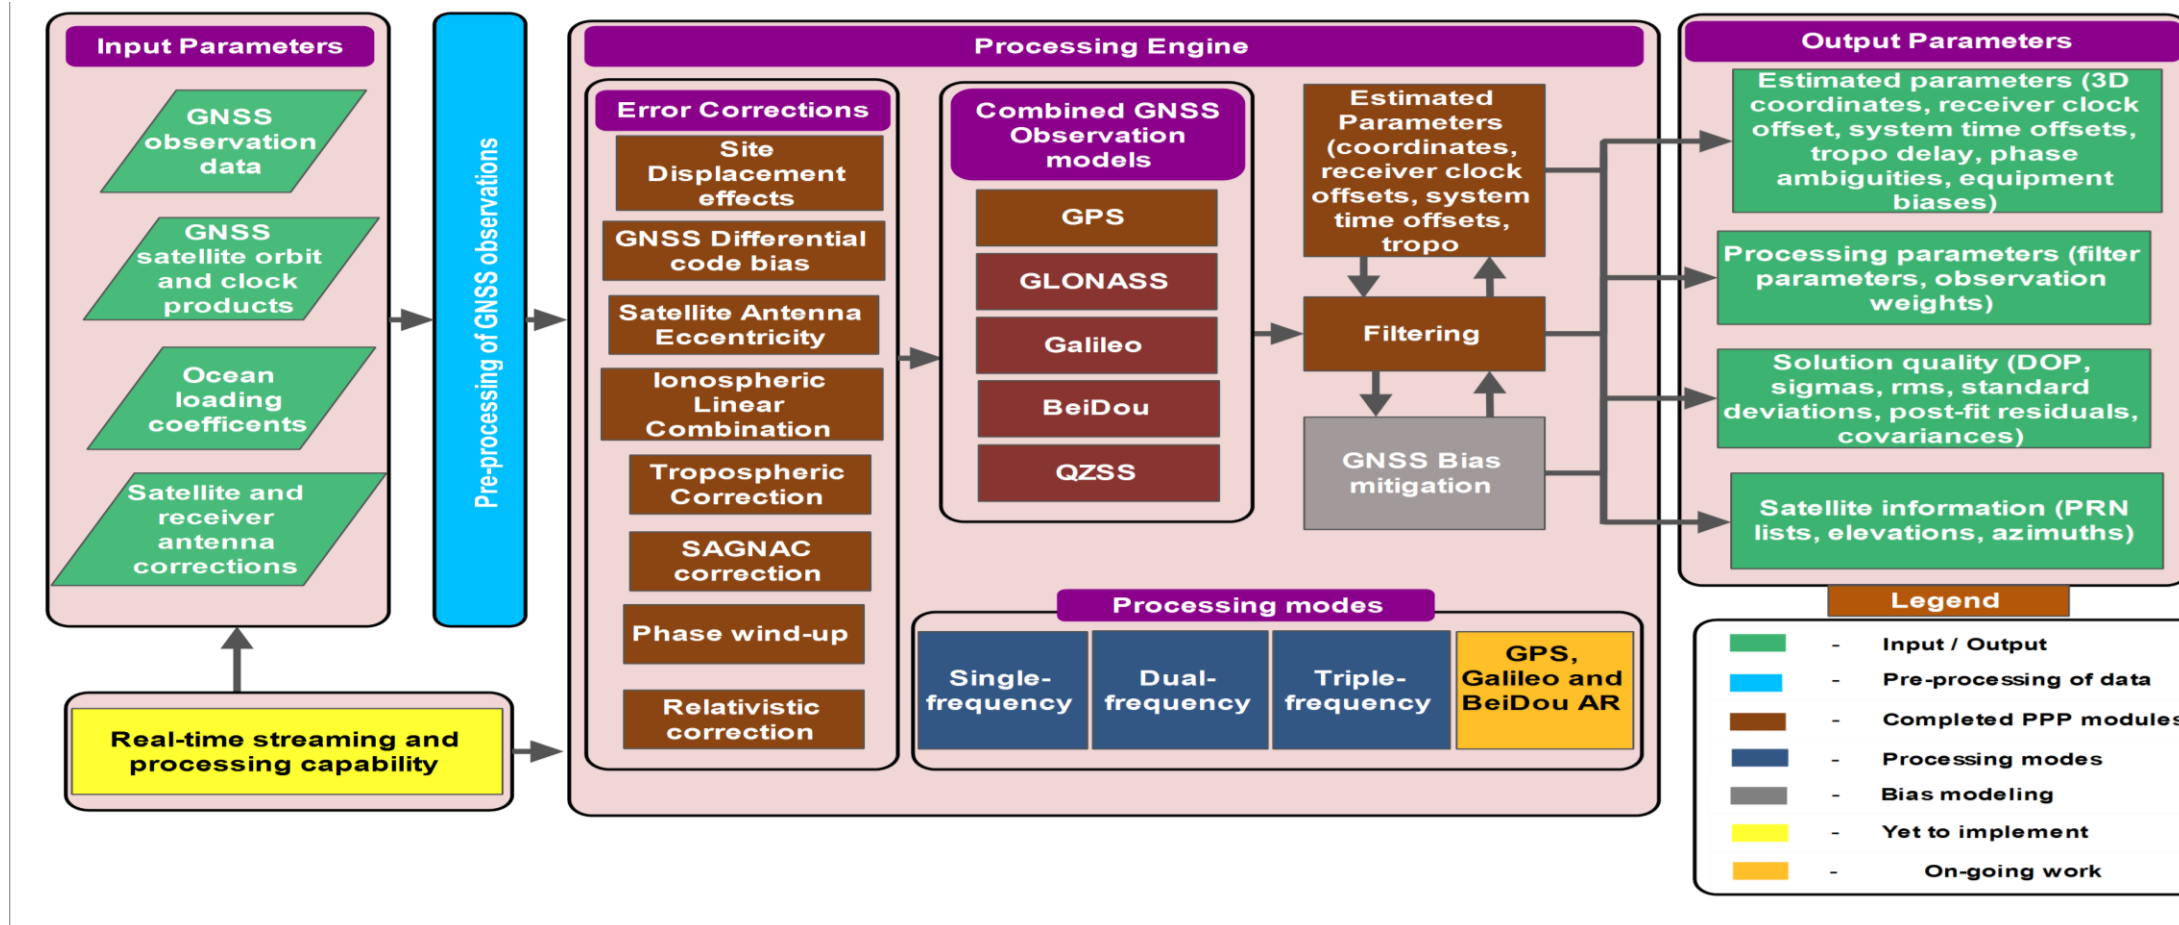 Input Parameters
GNSS
observation
data
GNSS
satellite orbit
and clock
products
Ocean
loading
coefficents
Satellite and
receiver
antenna
corrections
Real-time streaming and
processing capability
Pre-processing of GNSS observations
Processing Engine
Error Corrections
Site
Displacement
effects
GNSS Differential
code bias
Satellite Antenna
Eccentricity
Ionospheric
Linear
Combination
Tropospheric
Correction
SAGNAC
correction
Phase wind-up
Relativistic
correction
Combined GNSS
Observation
models
GPS
GLONASS
Galileo
BeiDou
QZSS
Estimated
Parameters
(coordinates,
receiver clock
offsets, system
time offsets,
tropo
Filtering
GNSS Bias
mitigation
Processing modes
Single-
frequency
Dual-
frequency
Triple-
frequency
GPS,
Galileo and
BeiDou AR
Output Parameters
Estimated parameters (3D
coordinates, receiver clock
offset, system time offsets,
tropo delay, phase
ambiguities, equipment
biases)
Processing parameters (filter
parameters, observation
weights)
Solution quality (DOP,
sigmas, rms, standard
deviations, post-fit residuals,
covariances)
Satellite information (PRN
lists, elevations, azimuths)
Legend
- Input / Output
- Pre-processing of data
- Completed PPP modules
- Processing modes
- Bias modeling
- Yet to implement
- On-going work